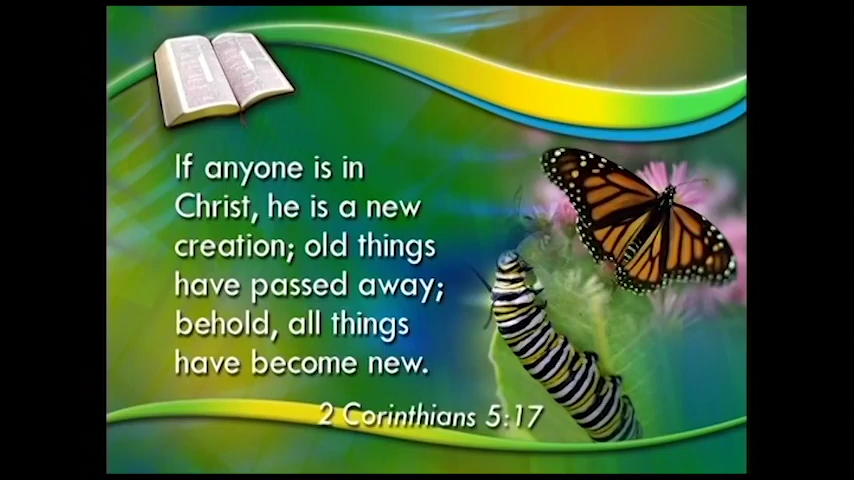 If anyone is in
Christ, he is a new
creation; old things
have passed away;
behold, all things
have become new.
2 Corinthians 5:17